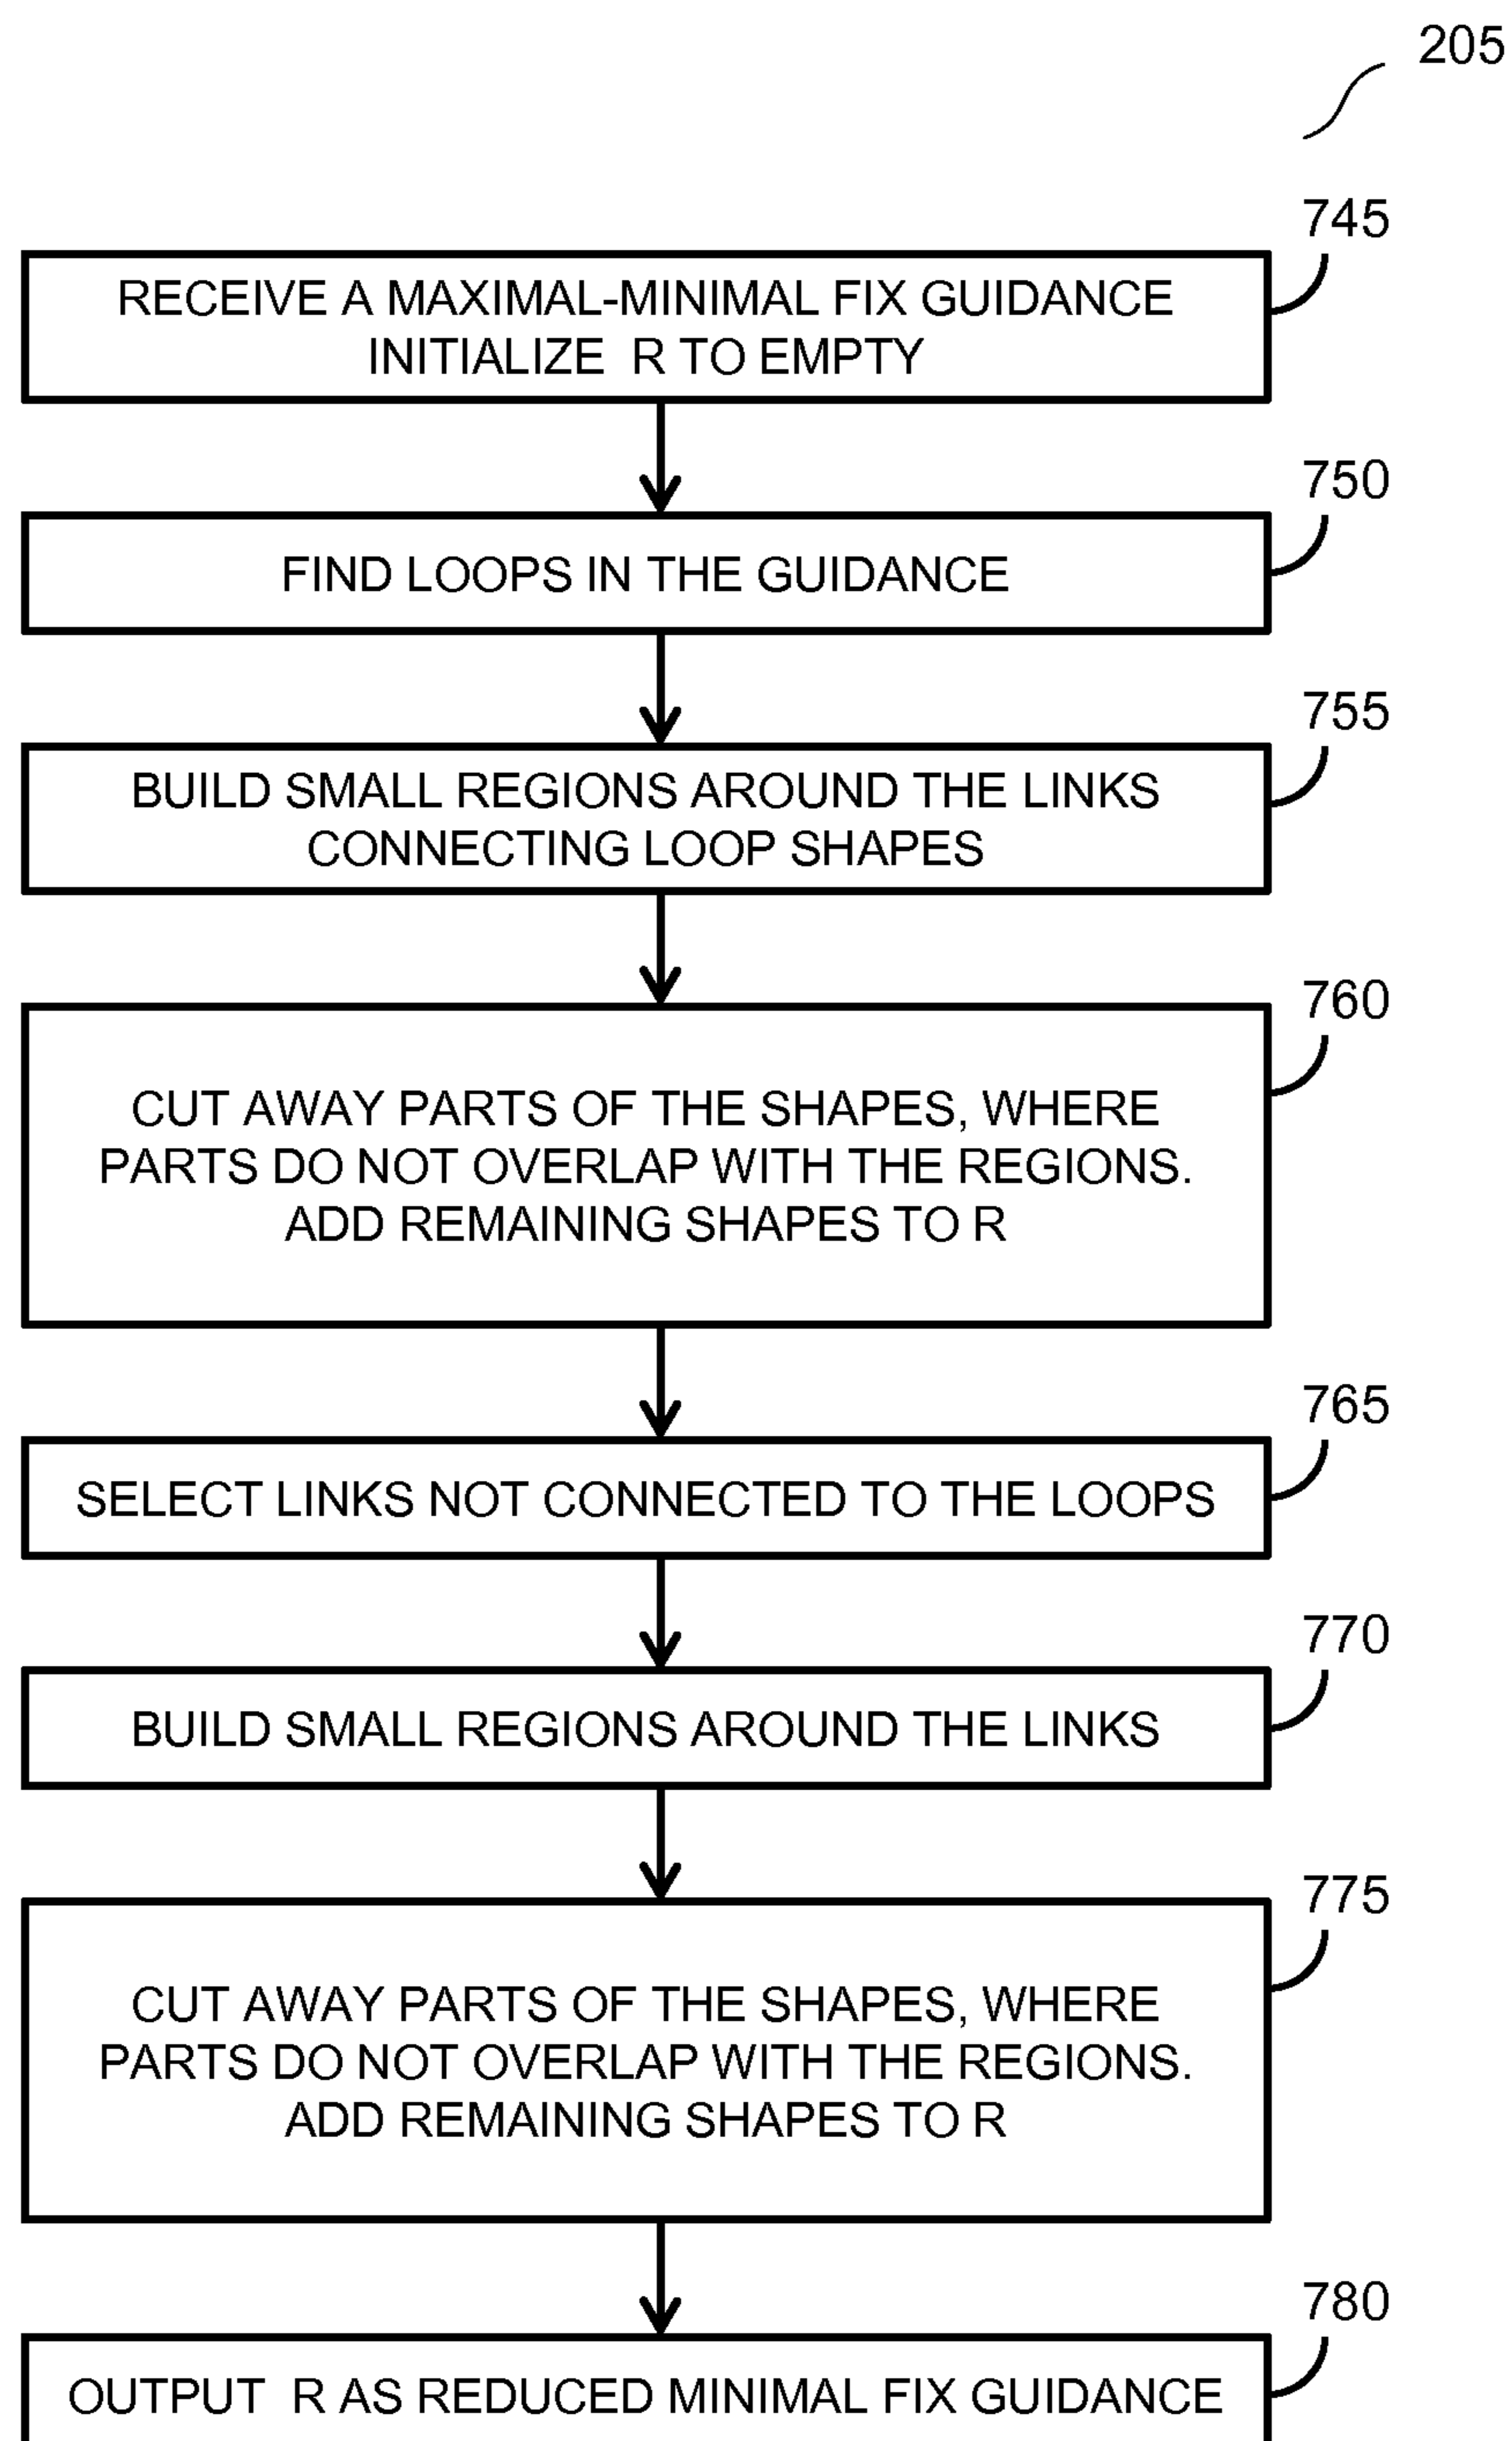 205
745
RECEIVE A MAXIMAL-MINIMAL FIX GUIDANCE
INITIALIZE R TO EMPTY
750
FIND LOOPS IN THE GUIDANCE
755
BUILD SMALL REGIONS AROUND THE LINKS
CONNECTING LOOP SHAPES
760
CUT AWAY PARTS OF THE SHAPES, WHERE
PARTS DO NOT OVERLAP WITH THE REGIONS.
ADD REMAINING SHAPES TO R
765
SELECT LINKS NOT CONNECTED TO THE LOOPS
770
BUILD SMALL REGIONS AROUND THE LINKS
775
CUT AWAY PARTS OF THE SHAPES, WHERE
PARTS DO NOT OVERLAP WITH THE REGIONS.
ADD REMAINING SHAPES TO R
780
OUTPUT R AS REDUCED MINIMAL FIX GUIDANCE